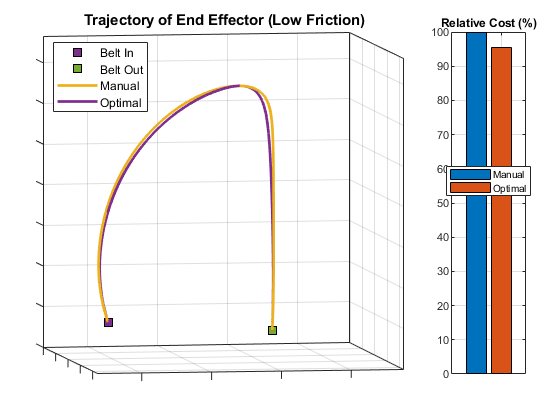 Trajectory of End Effector (Low Friction)
Belt In
Belt Out
Manual
Optimal
Relative Cost (%)
100
90
80
70
60
50
40
30
20
10
0
Manual
Optimal